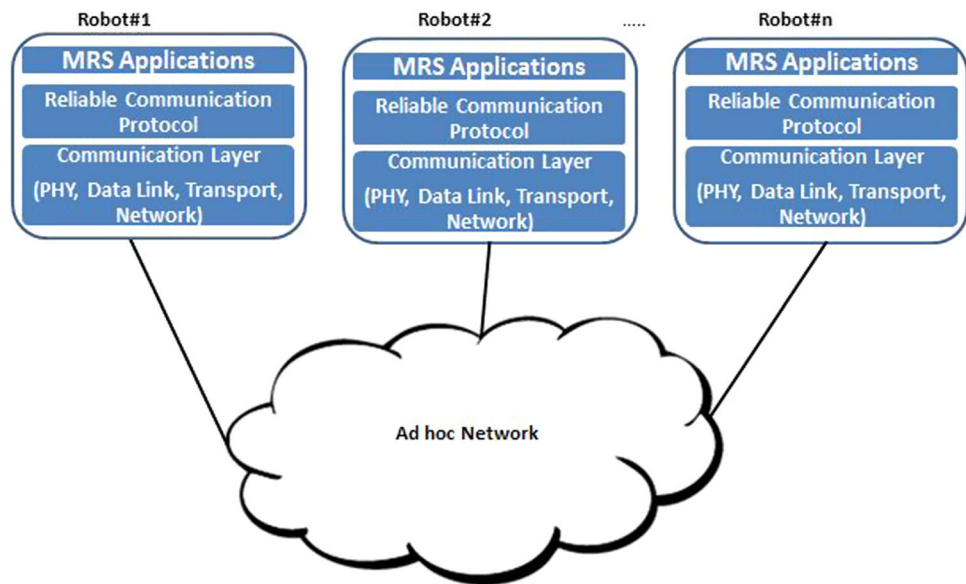 Robot#1
Robot#2
.....
Robot#n
MRS Applications
Reliable Communication
Protocol
Communication Layer
(PHY, Data Link, Transport,
Network)
MRS Applications
Reliable Communication
Protocol
Communication Layer
(PHY, Data Link, Transport,
Network)
MRS Applications
Reliable Communication
Protocol
Communication Layer
(PHY, Data Link, Transport,
Network)
Ad hoc Network